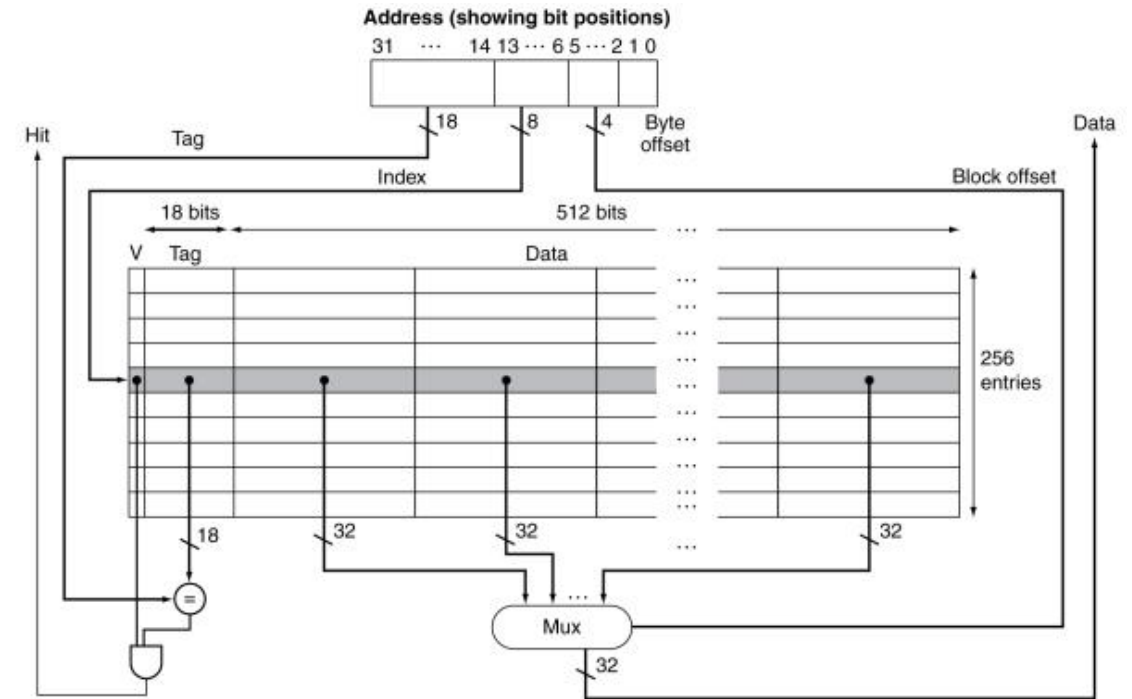 Address (showing bit positions)
31 ··· 14 13 ··· 6 5 ··· 2 1 0
18 8 4 Byte
offset
Hit
Tag
Data
Index
Block offset
18 bits
512 bits
···
V Tag Data
···
···
···
···
256
entries
···
···
···
···
···
18 32 32 ··· 32
=
···
Mux
32